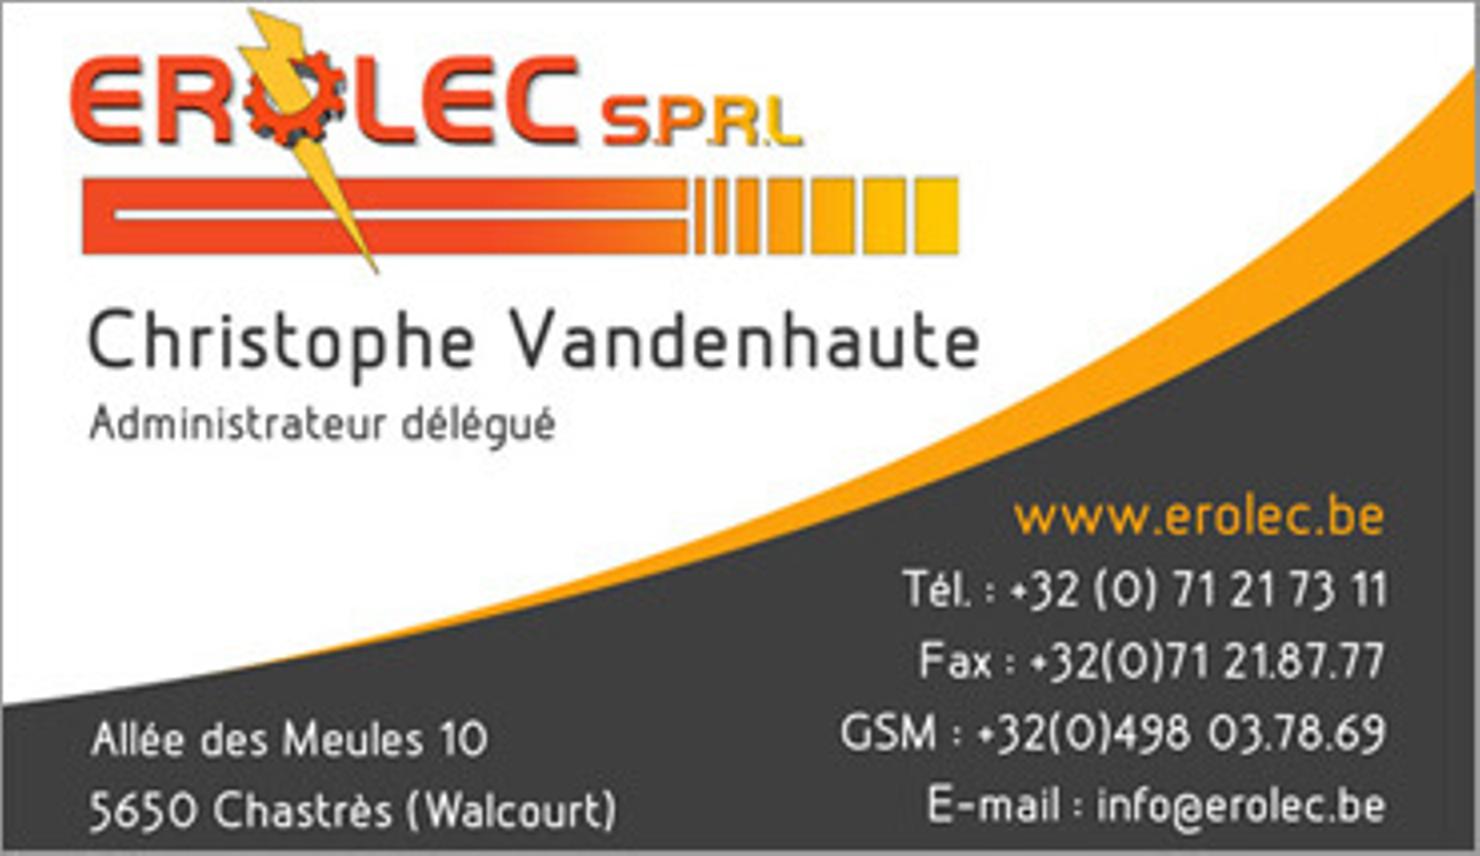 EROLEC S.P.R.L
Christophe Vandenhaute
Administrateur délégué
www.erolec.be
Tél. : +32 (0) 71 21 73 11
Fax : +32(0)71 21.87.77
GSM : +32(0)498 03.78.69
E-mail : info@erolec.be
Allée des Meules 10
5650 Chastrès (Walcourt)